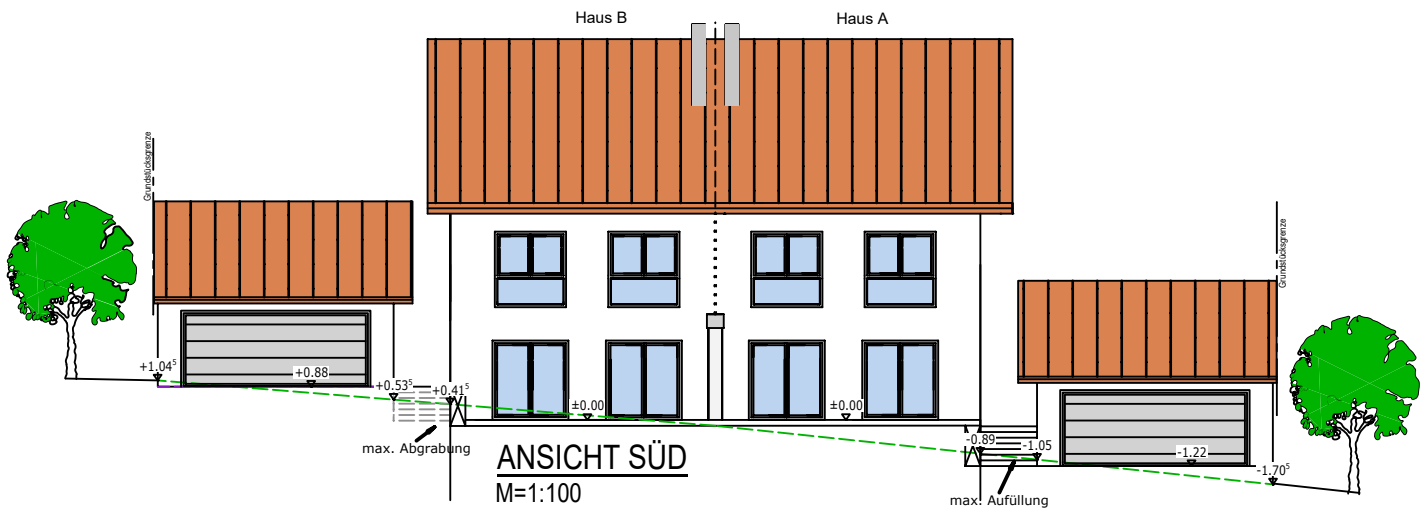 Haus B
Haus A
Grundstücksgrenze
Grundstücksgrenze
+1.04⁵
+0.88
+0.53⁵
+0.41⁵
±0.00
±0.00
max. Abgrabung
ANSICHT SÜD
M=1:100
-0.89
-1.05
-1.22
-1.70⁵
max. Aufüllung